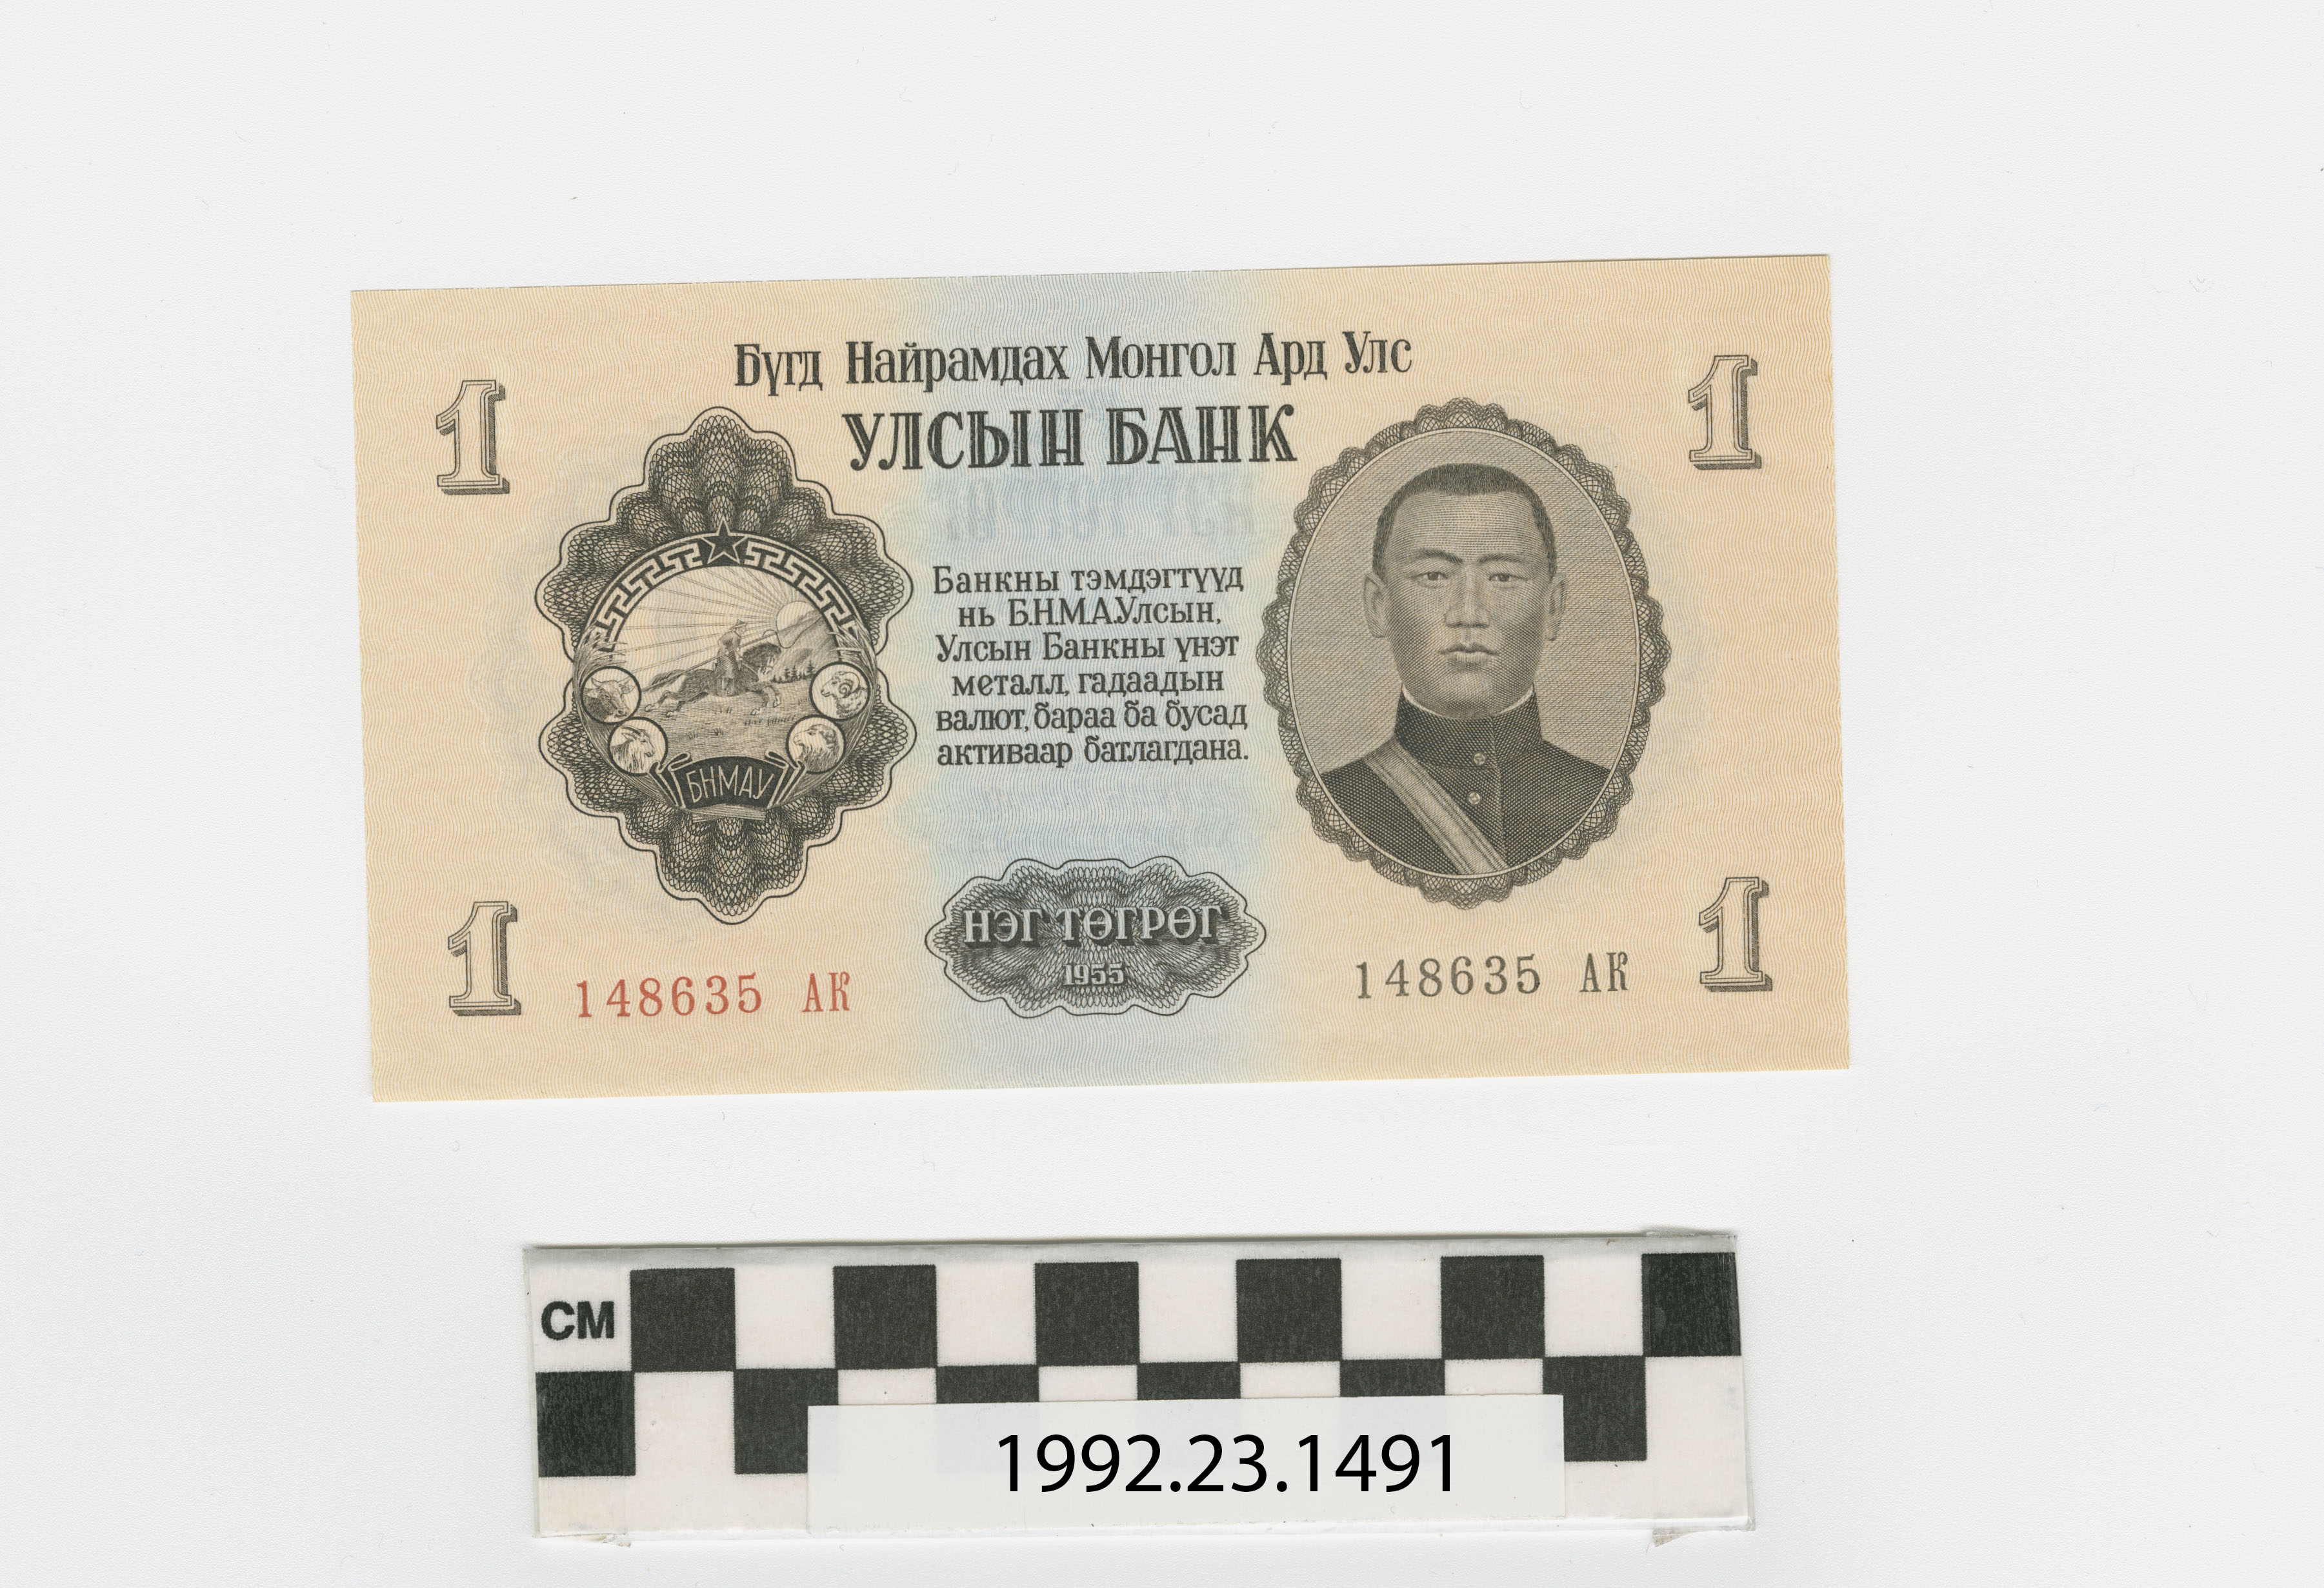 Бүгд Найрамдах Монгол Ард Улс
УЛСЫН БАНК
1
1
Банкны тэмдэгтүүд
нь Б.Н.М.А.Улсын,
Улсын Банкны үнэт
металл, гадаадын
валют, бараа ба бусад
активаар батлагдана.
БНМАУ
НЭГ ТӨГРӨГ
1955
1
148635 АК
148635 АК
1
CM
1992.23.1491